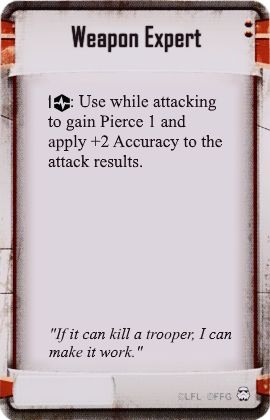 Weapon Expert
1: Use while attacking
to gain Pierce 1 and
apply +2 Accuracy to the
attack results.
"If it can kill a trooper, I can
make it work."
©LFL ©FFG